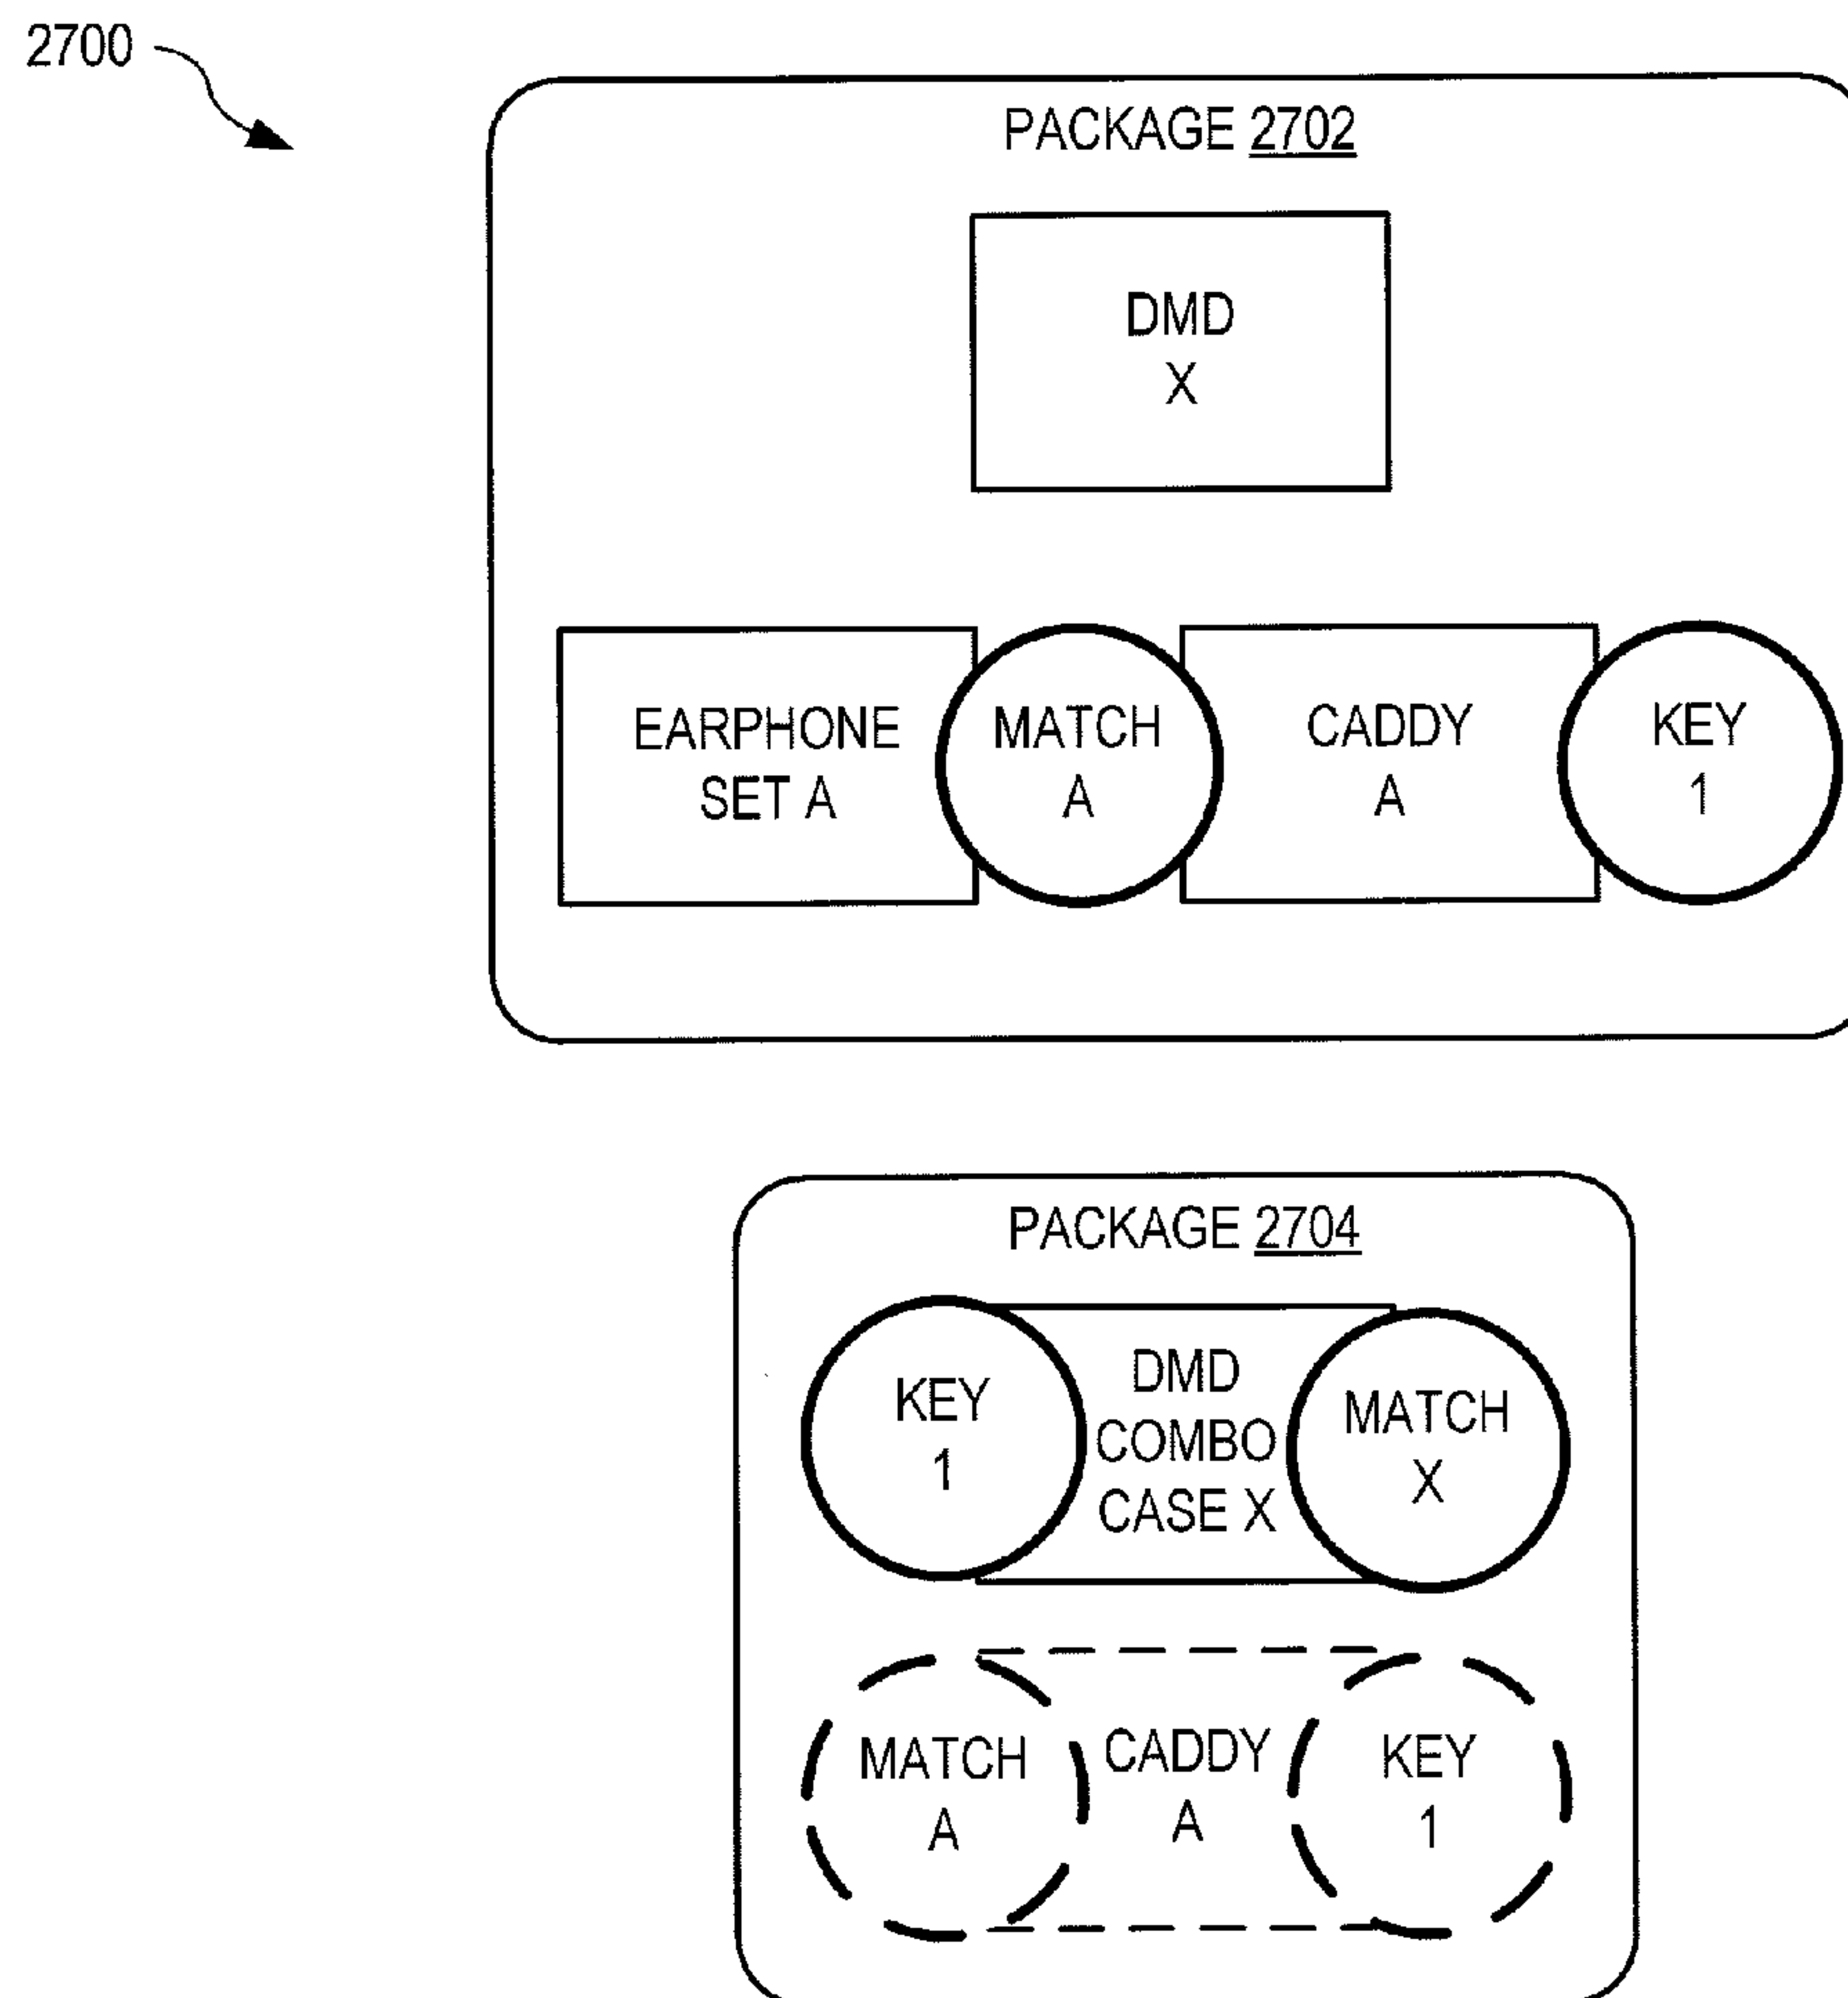 2700
PACKAGE 2702
DMD
X
EARPHONE
SET A
MATCH
A
CADDY
A
KEY
1
PACKAGE 2704
KEY
1
DMD
COMBO
CASE X
MATCH
X
MATCH
A
CADDY
A
KEY
1